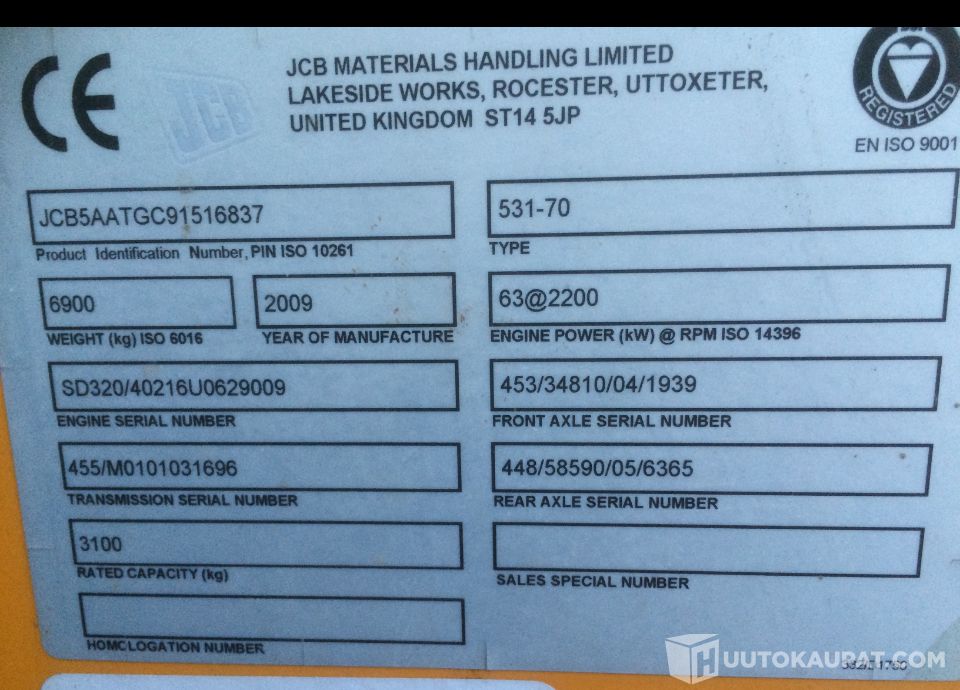 CE
JCB
JCB MATERIALS HANDLING LIMITED
LAKESIDE WORKS, ROCESTER, UTTOXETER,
UNITED KINGDOM ST14 5JP
REGISTERED
EN ISO 9001
JCB5AATGC91516837
Product Identification Number, PIN ISO 10261
531-70
TYPE
6900
WEIGHT (kg) ISO 6016
2009
YEAR OF MANUFACTURE
63@2200
ENGINE POWER (kW) @ RPM ISO 14396
SD320/40216U0629009
ENGINE SERIAL NUMBER
453/34810/04/1939
FRONT AXLE SERIAL NUMBER
455/M0101031696
TRANSMISSION SERIAL NUMBER
448/58590/05/6365
REAR AXLE SERIAL NUMBER
3100
RATED CAPACITY (kg)
SALES SPECIAL NUMBER
HOMOLOGATION NUMBER
HUUTOKAUPAT.COM